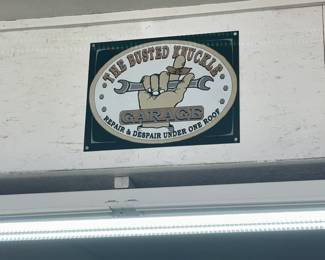 THE BUSTED KNUCKLE
GARAGE
REPAIR & DESPAIR UNDER ONE ROOF